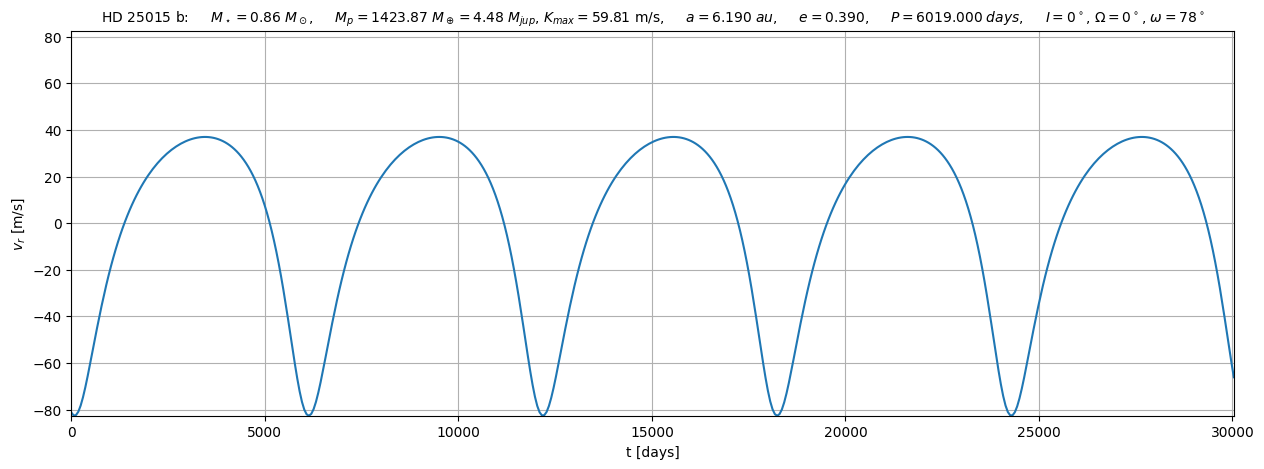 HD 25015 b: M⋆ = 0.86 M⊙, Mp = 1423.87 M⊕ = 4.48 Mjup, Kmax = 59.81 m/s, a = 6.190 au, e = 0.390, P = 6019.000 days, I = 0°, Ω = 0°, ω = 78°
80
60
40
20
0
−20
−40
−60
−80
vr [m/s]
0 5000 10000 15000 20000 25000 30000
t [days]